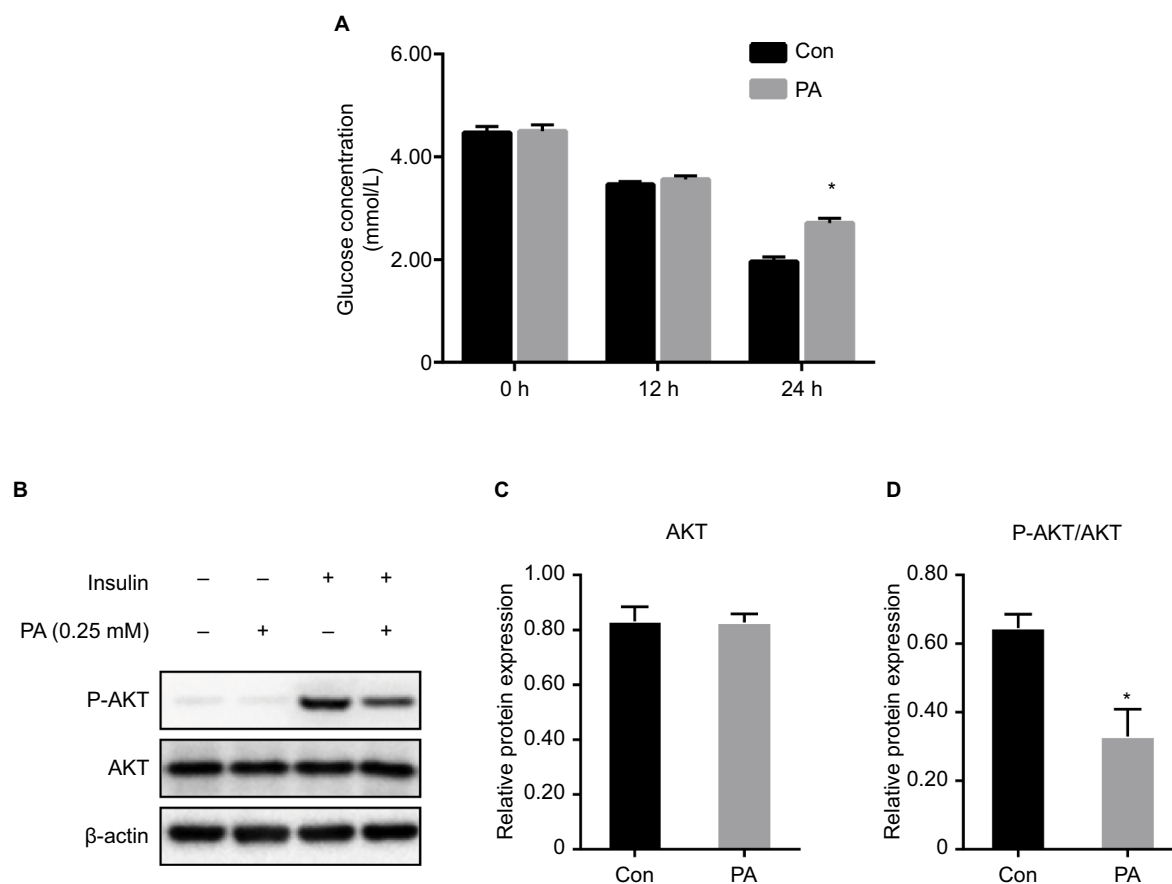 A
Con
PA
Glucose concentration
(mmol/L)
6.00
4.00
2.00
0
*
0 h
12 h
24 h
B
Insulin – – + +
PA (0.25 mM) – + – +
P-AKT
AKT
β-actin
C
AKT
Relative protein expression
1.00
0.80
0.60
0.40
0.20
0
Con
PA
D
P-AKT/AKT
Relative protein expression
0.80
0.60
0.40
0.20
0
*
Con
PA